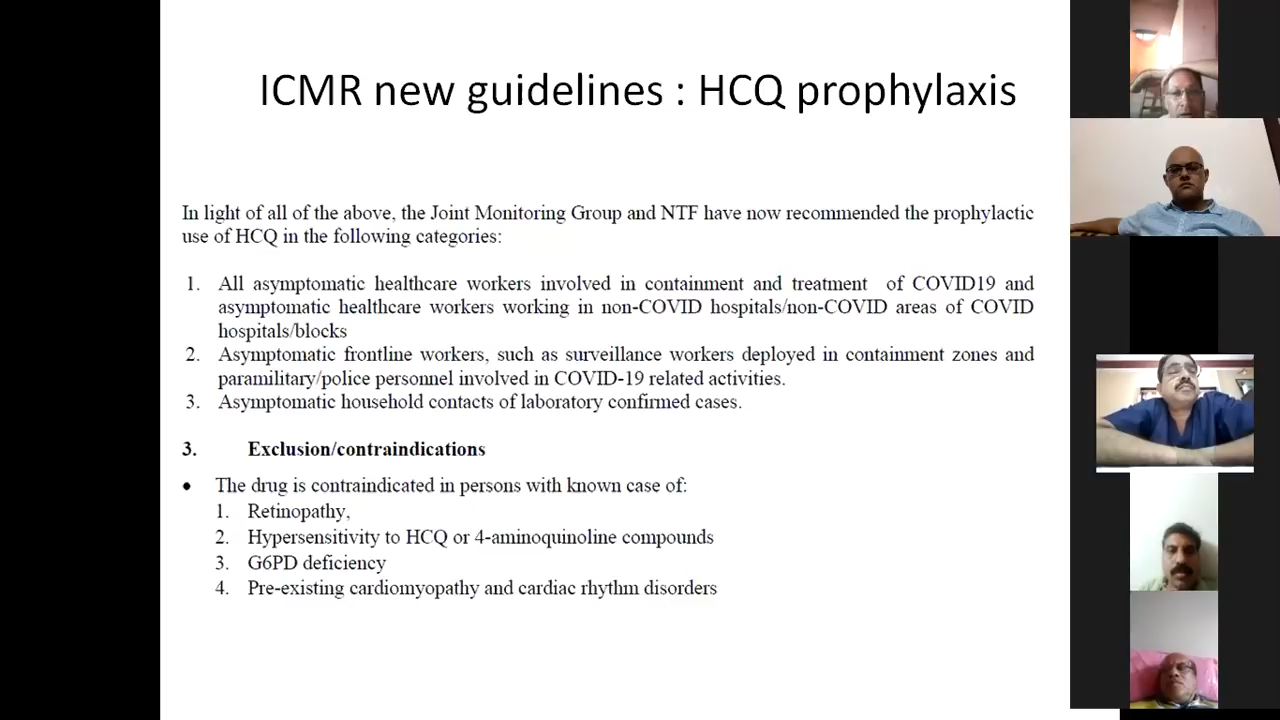 ICMR new guidelines : HCQ prophylaxis
In light of all of the above, the Joint Monitoring Group and NTF have now recommended the prophylactic
use of HCQ in the following categories:
1. All asymptomatic healthcare workers involved in containment and treatment of COVID19 and
asymptomatic healthcare workers working in non-COVID hospitals/non-COVID areas of COVID
hospitals/blocks
2. Asymptomatic frontline workers, such as surveillance workers deployed in containment zones and
paramilitary/police personnel involved in COVID-19 related activities.
3. Asymptomatic household contacts of laboratory confirmed cases.
3. Exclusion/contraindications
• The drug is contraindicated in persons with known case of:
1. Retinopathy,
2. Hypersensitivity to HCQ or 4-aminoquinoline compounds
3. G6PD deficiency
4. Pre-existing cardiomyopathy and cardiac rhythm disorders